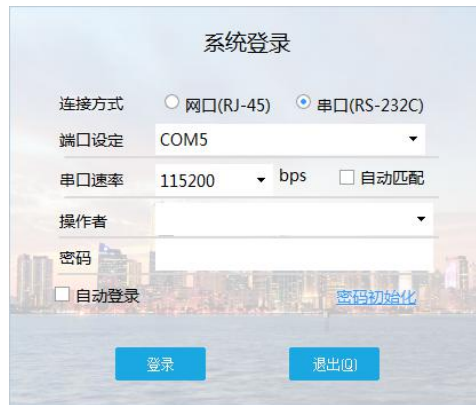 系统登录
连接方式 网口(RJ-45) 串口(RS-232C)
端口设定 COM5
串口速率 115200 bps 自动匹配
操作者
密码
自动登录 密码初始化
登录 退出(Q)